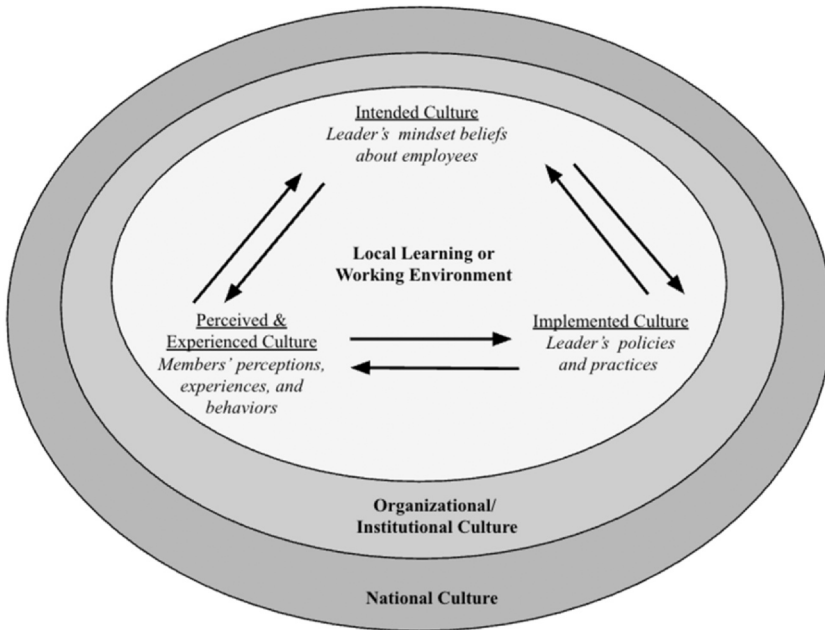 Intended Culture
Leader's mindset beliefs
about employees
Local Learning or
Working Environment
Perceived &
Experienced Culture
Members' perceptions,
experiences, and
behaviors
Implemented Culture
Leader's policies
and practices
Organizational/
Institutional Culture
National Culture